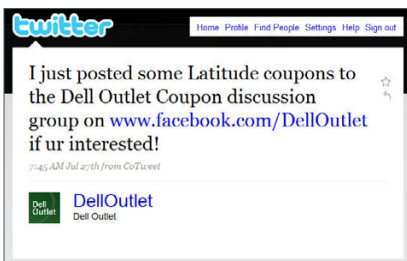 twitter
Home Profile Find People Settings Help Sign out
I just posted some Latitude coupons to
the Dell Outlet Coupon discussion
group on www.facebook.com/DellOutlet
if ur interested!
7:45 AM Jul 27th from CoTweet
Dell
Outlet
DellOutlet
Dell Outlet